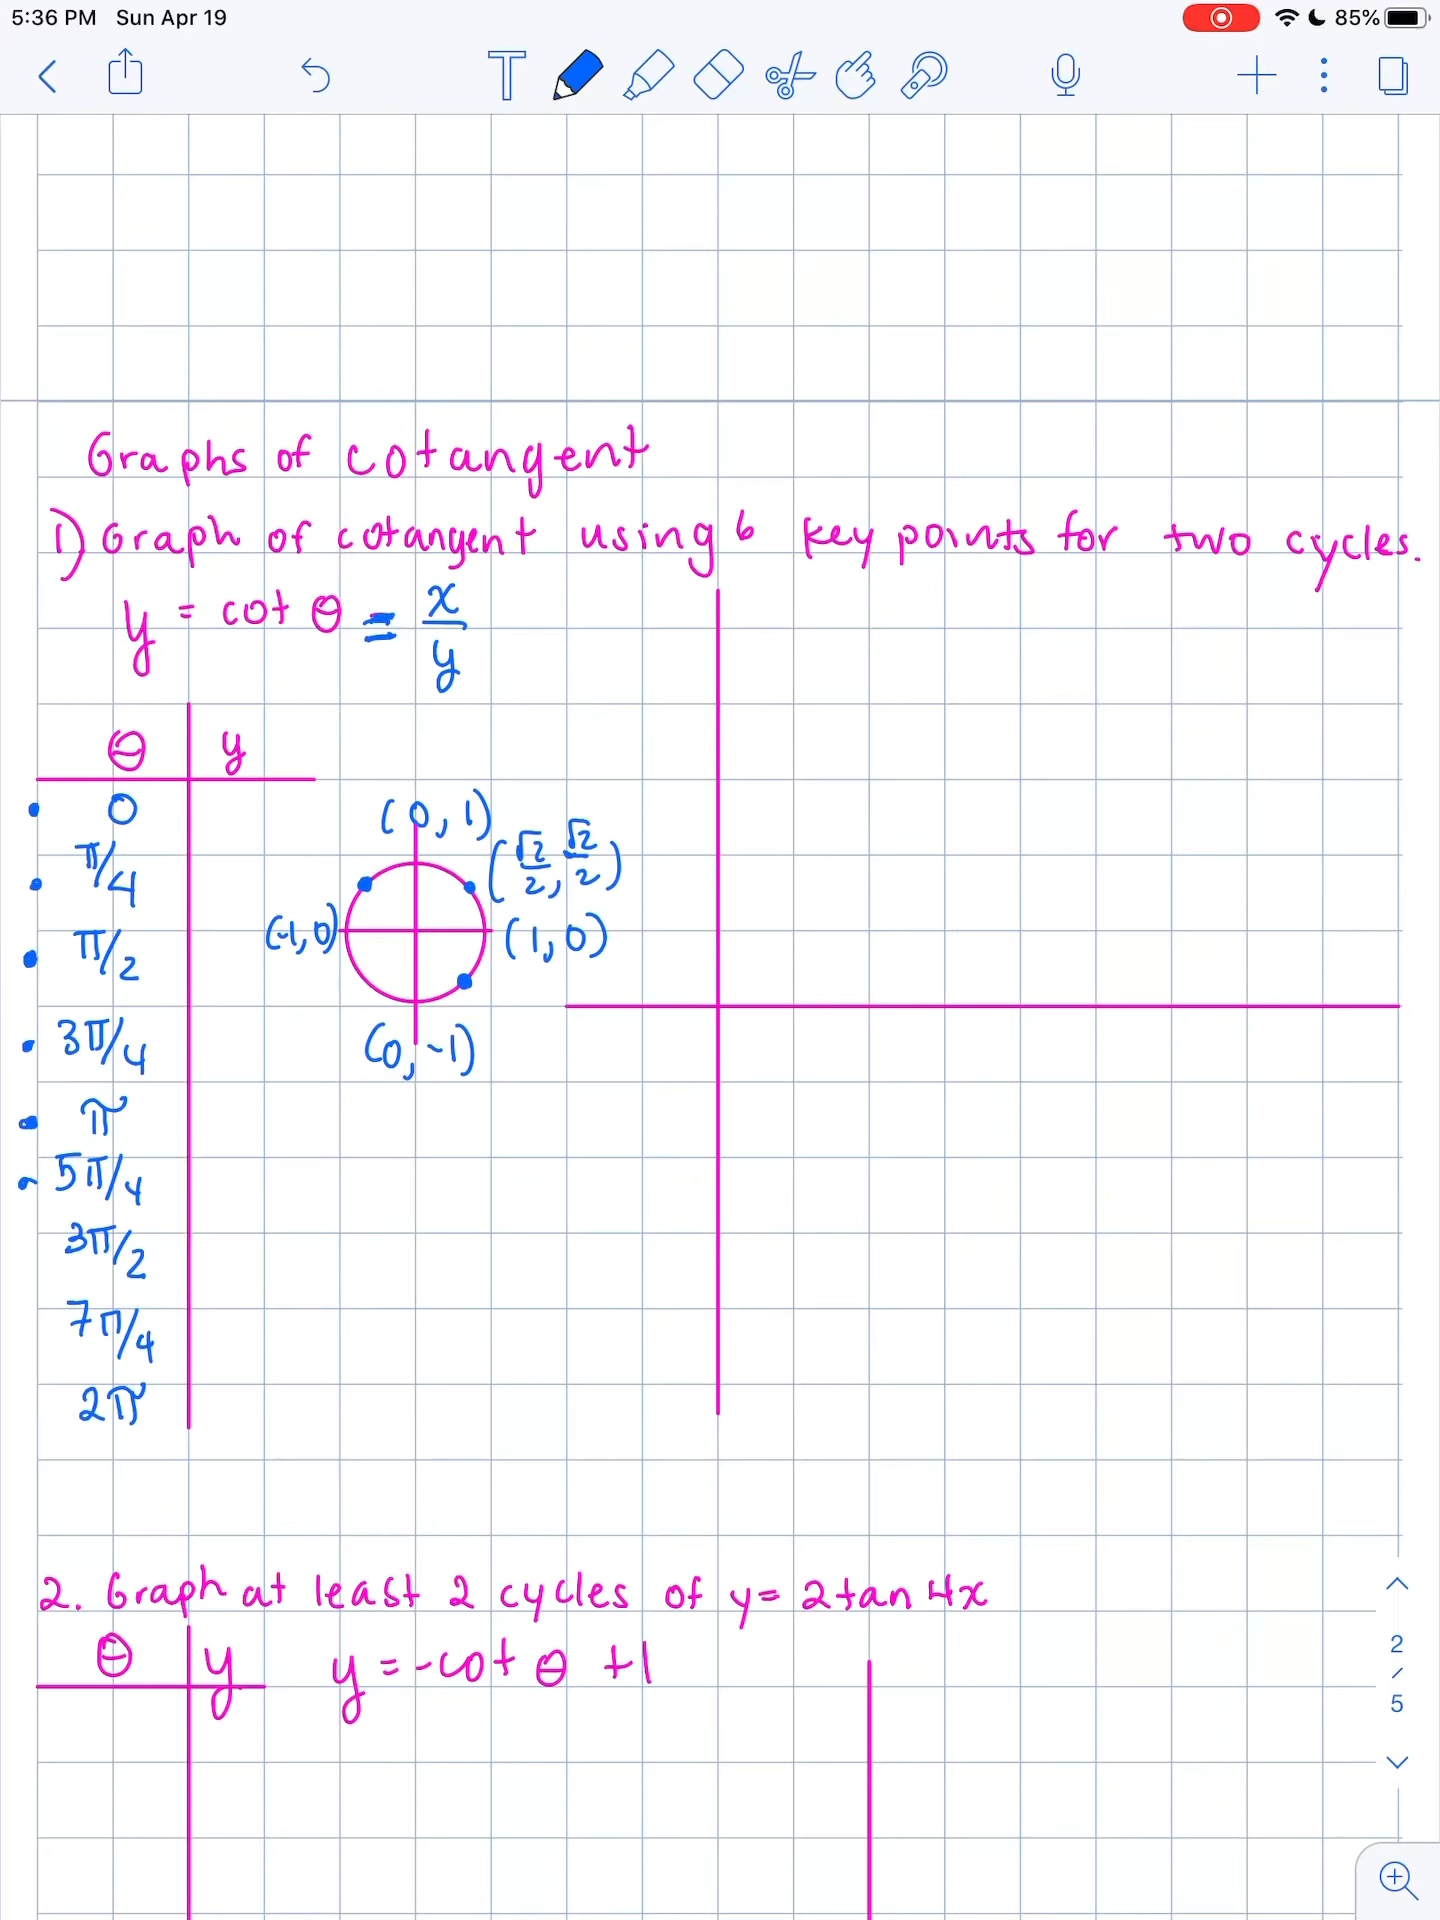 5:36 PM Sun Apr 19 85%
Graphs of cotangent
1) Graph of cotangent using 6 key points for two cycles.
y = cot θ = x/y
θ y
0
π/4
π/2
3π/4
π
5π/4
3π/2
7π/4
2π
(0, 1)
(√2/2, √2/2)
(-1, 0)
(1, 0)
(0, -1)
2. Graph at least 2 cycles of y = 2 tan 4x
θ y y = -cot θ +1
2
/
5